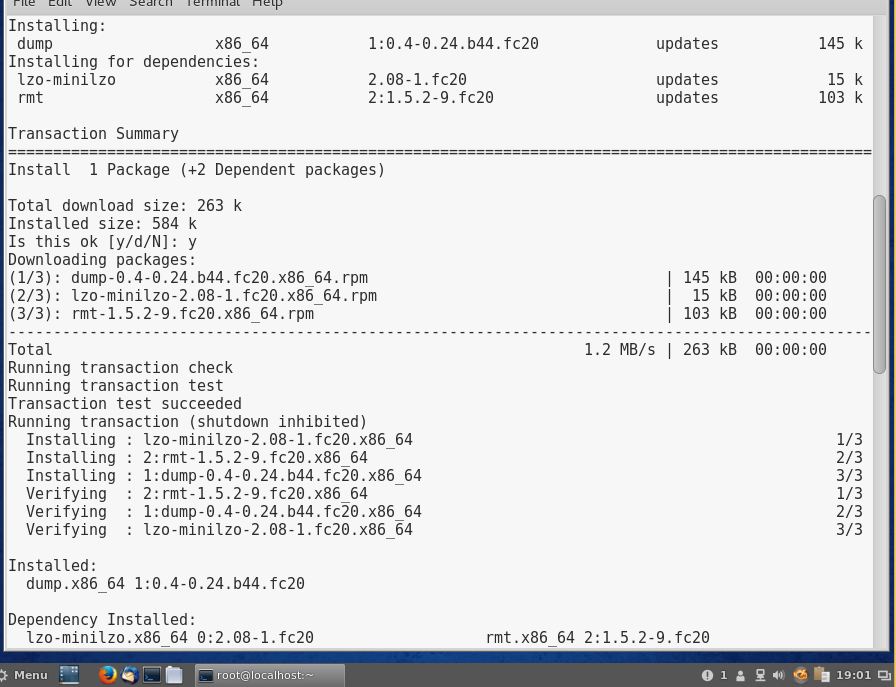 File Edit View Search Terminal Help
Installing:
dump x86_64 1:0.4-0.24.b44.fc20 updates 145 k
Installing for dependencies:
lzo-minilzo x86_64 2.08-1.fc20 updates 15 k
rmt x86_64 2:1.5.2-9.fc20 updates 103 k
Transaction Summary
================================================================================================
Install 1 Package (+2 Dependent packages)
Total download size: 263 k
Installed size: 584 k
Is this ok [y/d/N]: y
Downloading packages:
(1/3): dump-0.4-0.24.b44.fc20.x86_64.rpm | 145 kB 00:00:00
(2/3): lzo-minilzo-2.08-1.fc20.x86_64.rpm | 15 kB 00:00:00
(3/3): rmt-1.5.2-9.fc20.x86_64.rpm | 103 kB 00:00:00
------------------------------------------------------------------------------------------------
Total 1.2 MB/s | 263 kB 00:00:00
Running transaction check
Running transaction test
Transaction test succeeded
Running transaction (shutdown inhibited)
Installing : lzo-minilzo-2.08-1.fc20.x86_64 1/3
Installing : 2:rmt-1.5.2-9.fc20.x86_64 2/3
Installing : 1:dump-0.4-0.24.b44.fc20.x86_64 3/3
Verifying : 2:rmt-1.5.2-9.fc20.x86_64 1/3
Verifying : 1:dump-0.4-0.24.b44.fc20.x86_64 2/3
Verifying : lzo-minilzo-2.08-1.fc20.x86_64 3/3
Installed:
dump.x86_64 1:0.4-0.24.b44.fc20
Dependency Installed:
lzo-minilzo.x86_64 0:2.08-1.fc20 rmt.x86_64 2:1.5.2-9.fc20
Menu root@localhost:~ 1 19:01